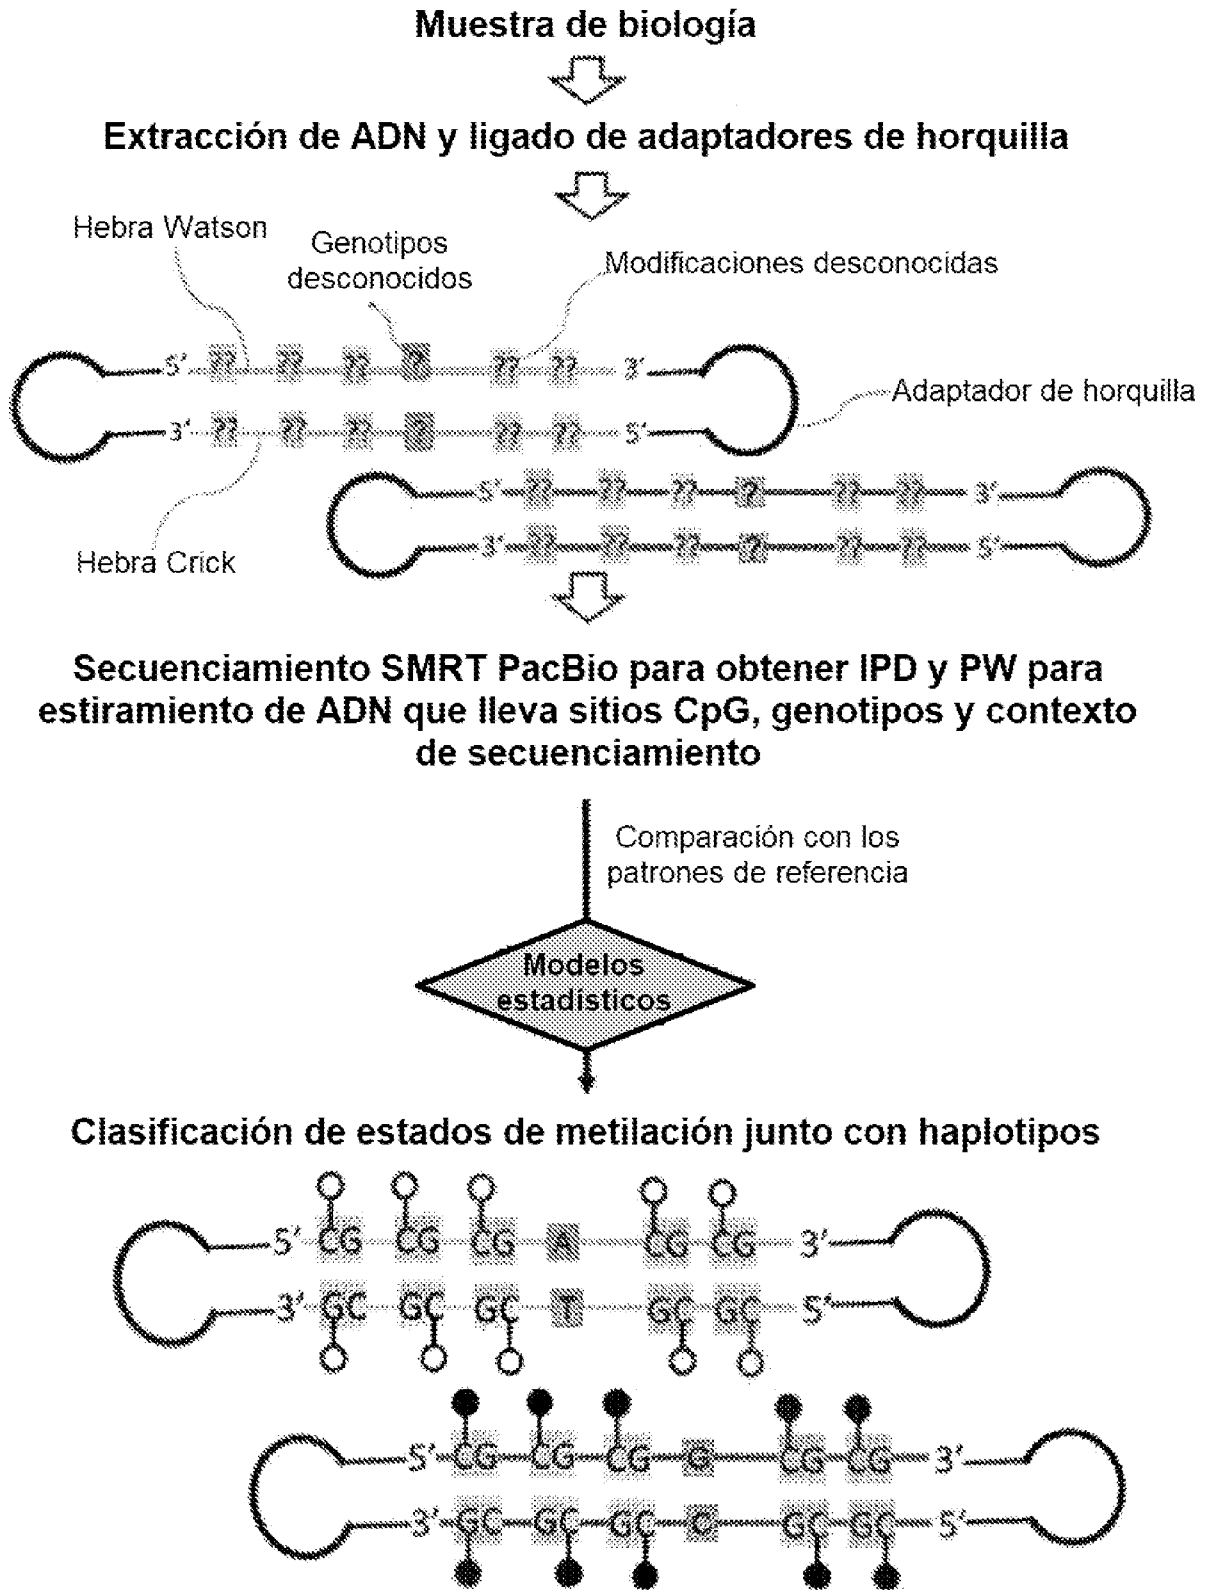 Muestra de biología
Extracción de ADN y ligado de adaptadores de horquilla
Hebra Watson
Genotipos
desconocidos
Modificaciones desconocidas
5' ?? ?? ?? ? ?? ?? 3'
Adaptador de horquilla
3' ?? ?? ?? ? ?? ?? 5'
5' ?? ?? ?? ? ?? ?? 3'
3' ?? ?? ?? ? ?? ?? 5'
Hebra Crick
Secuenciamiento SMRT PacBio para obtener IPD y PW para
estiramiento de ADN que lleva sitios CpG, genotipos y contexto
de secuenciamiento
Comparación con los
patrones de referencia
Modelos
estadísticos
Clasificación de estados de metilación junto con haplotipos
5' CG CG CG A CG CG 3'
3' GC GC GC T GC GC 5'
5' CG CG CG G CG CG 3'
3' GC GC GC C GC GC 5'